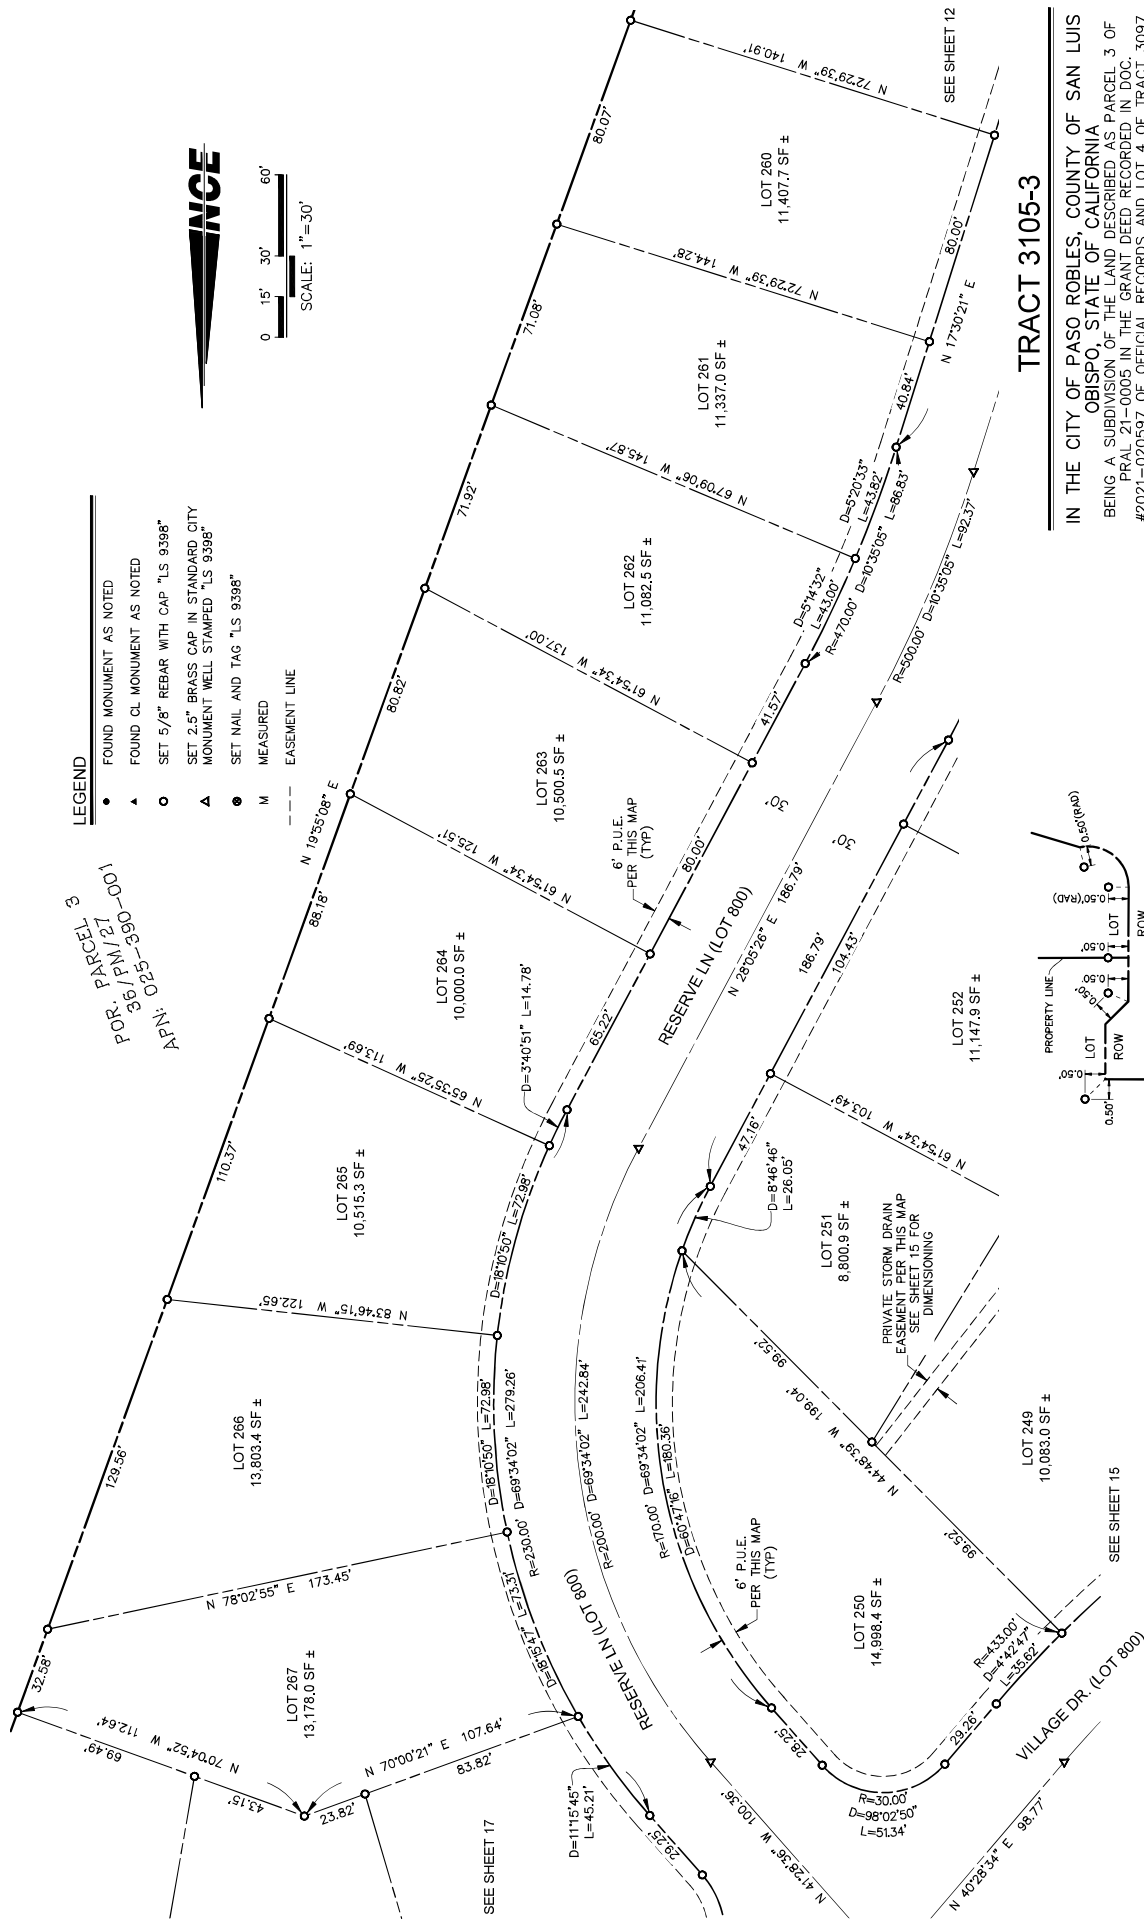 LEGEND
FOUND MONUMENT AS NOTED
FOUND CL MONUMENT AS NOTED
SET 5/8" REBAR WITH CAP "LS 9398"
SET 2.5" BRASS CAP IN STANDARD CITY
MONUMENT WELL STAMPED "LS 9398"
SET NAIL AND TAG "LS 9398"
M MEASURED
EASEMENT LINE
NCE
0 15' 30' 60'
SCALE: 1"=30'
POR. PARCEL 3
36/PM/27
APN: 025-390-001
N 19°55'08" E
32.58'
129.56'
110.37'
88.18'
80.82'
71.92'
71.08'
80.07'
LOT 267
13,178.0 SF ±
N 70°04'52" W 112.64'
69.49'
43.15'
23.82'
N 70°00'21" E 107.64'
83.82'
SEE SHEET 17
N 78°02'55" E 173.45'
LOT 266
13,803.4 SF ±
N 83°46'15" W 122.65'
LOT 265
10,515.3 SF ±
N 65°35'25" W 113.69'
LOT 264
10,000.0 SF ±
N 61°54'34" W 125.51'
LOT 263
10,500.5 SF ±
N 61°54'34" W 137.00'
LOT 262
11,082.5 SF ±
N 67°09'06" W 145.87'
LOT 261
11,337.0 SF ±
N 72°29'39" W 144.28'
LOT 260
11,407.7 SF ±
N 72°29'39" W 140.91'
SEE SHEET 12
29.25'
D=11°15'45"
L=45.21'
D=18°15'47" L=73.31'
D=18°10'50" L=72.98'
R=230.00' D=69°34'02" L=279.26'
D=18°10'50" L=72.98'
D=3°40'51" L=14.78'
65.22'
6' P.U.E.
PER THIS MAP
(TYP)
80.00'
41.57'
D=5°14'32"
L=43.00'
R=470.00' D=10°35'05" L=86.83'
D=5°20'33"
L=43.82'
40.84'
N 17°30'21" E
80.00'
RESERVE LN (LOT 800)
N 41°28'36" W 100.36'
R=200.00' D=69°34'02" L=242.84'
RESERVE LN (LOT 800)
N 28°05'26" E 186.79'
30'
30'
R=500.00' D=10°35'05" L=92.37'
28.25'
R=170.00' D=69°34'02" L=206.41'
D=60°47'16" L=180.36'
6' P.U.E.
PER THIS MAP
(TYP)
D=8°46'46"
L=26.05'
47.16'
186.79'
104.43'
LOT 250
14,998.4 SF ±
R=30.00'
D=98°02'50"
L=51.34'
29.26'
R=433.00'
D=4°42'47"
L=35.62'
99.52'
N 44°48'39" W 199.04'
99.52'
LOT 251
8,800.9 SF ±
N 61°54'34" W 103.49'
LOT 252
11,147.9 SF ±
PRIVATE STORM DRAIN
EASEMENT PER THIS MAP
SEE SHEET 15 FOR
DIMENSIONING
LOT 249
10,083.0 SF ±
SEE SHEET 15
VILLAGE DR. (LOT 800)
N 40°28'34" E 98.77'
PROPERTY LINE
0.50'
0.50'
LOT
ROW
0.50'
0.50'
0.50'
LOT
ROW
0.50'(RAD)
0.50'(RAD)
TRACT 3105-3
IN THE CITY OF PASO ROBLES, COUNTY OF SAN LUIS
OBISPO, STATE OF CALIFORNIA
BEING A SUBDIVISION OF THE LAND DESCRIBED AS PARCEL 3 OF
PRAL 21-0005 IN THE GRANT DEED RECORDED IN DOC.
#2021-020597 OF OFFICIAL RECORDS AND LOT 4 OF TRACT 3097